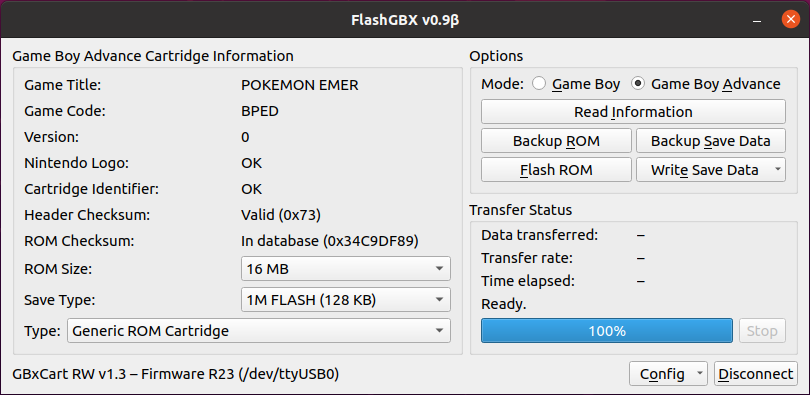 FlashGBX v0.9β
Game Boy Advance Cartridge Information
Game Title: POKEMON EMER
Game Code: BPED
Version: 0
Nintendo Logo: OK
Cartridge Identifier: OK
Header Checksum: Valid (0x73)
ROM Checksum: In database (0x34C9DF89)
ROM Size: 16 MB
Save Type: 1M FLASH (128 KB)
Type: Generic ROM Cartridge
Options
Mode: Game Boy Game Boy Advance
Read Information
Backup ROM Backup Save Data
Flash ROM Write Save Data
Transfer Status
Data transferred: –
Transfer rate: –
Time elapsed: –
Ready.
100% Stop
GBxCart RW v1.3 – Firmware R23 (/dev/ttyUSB0) Config Disconnect